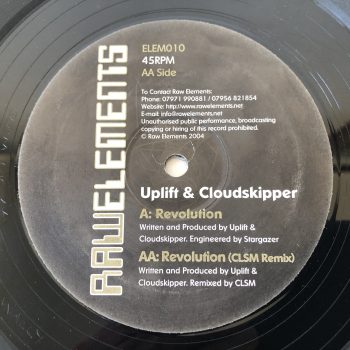 RAWELEMENTS
ELEM010
45RPM
AA Side
To Contact Raw Elements:
Phone: 07971 990881 / 07956 821854
Website: http://www.rawelements.net
E-mail: info@rawelements.net
Unauthorised public performance, broadcasting
copying or hiring of this record prohibited.
© Raw Elements 2004
Uplift & Cloudskipper
A: Revolution
Written and Produced by Uplift &
Cloudskipper. Engineered by Stargazer
AA: Revolution (CLSM Remix)
Written and Produced by Uplift &
Cloudskipper. Remixed by CLSM